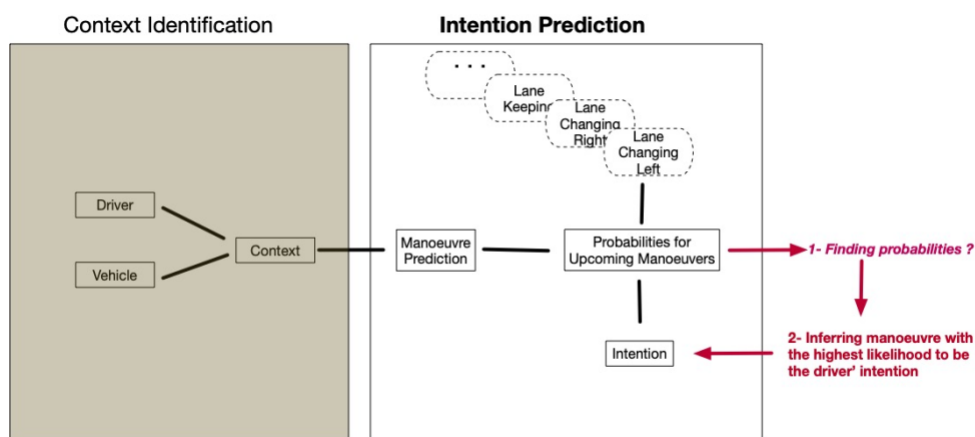 Context Identification
Intention Prediction
. . .
Lane
Keeping
Lane
Changing
Right
Lane
Changing
Left
Driver
Vehicle
Context
Manoeuvre
Prediction
Probabilities for
Upcoming Manoeuvers
1- Finding probabilities ?
2- Inferring manoeuvre with
the highest likelihood to be
the driver' intention
Intention